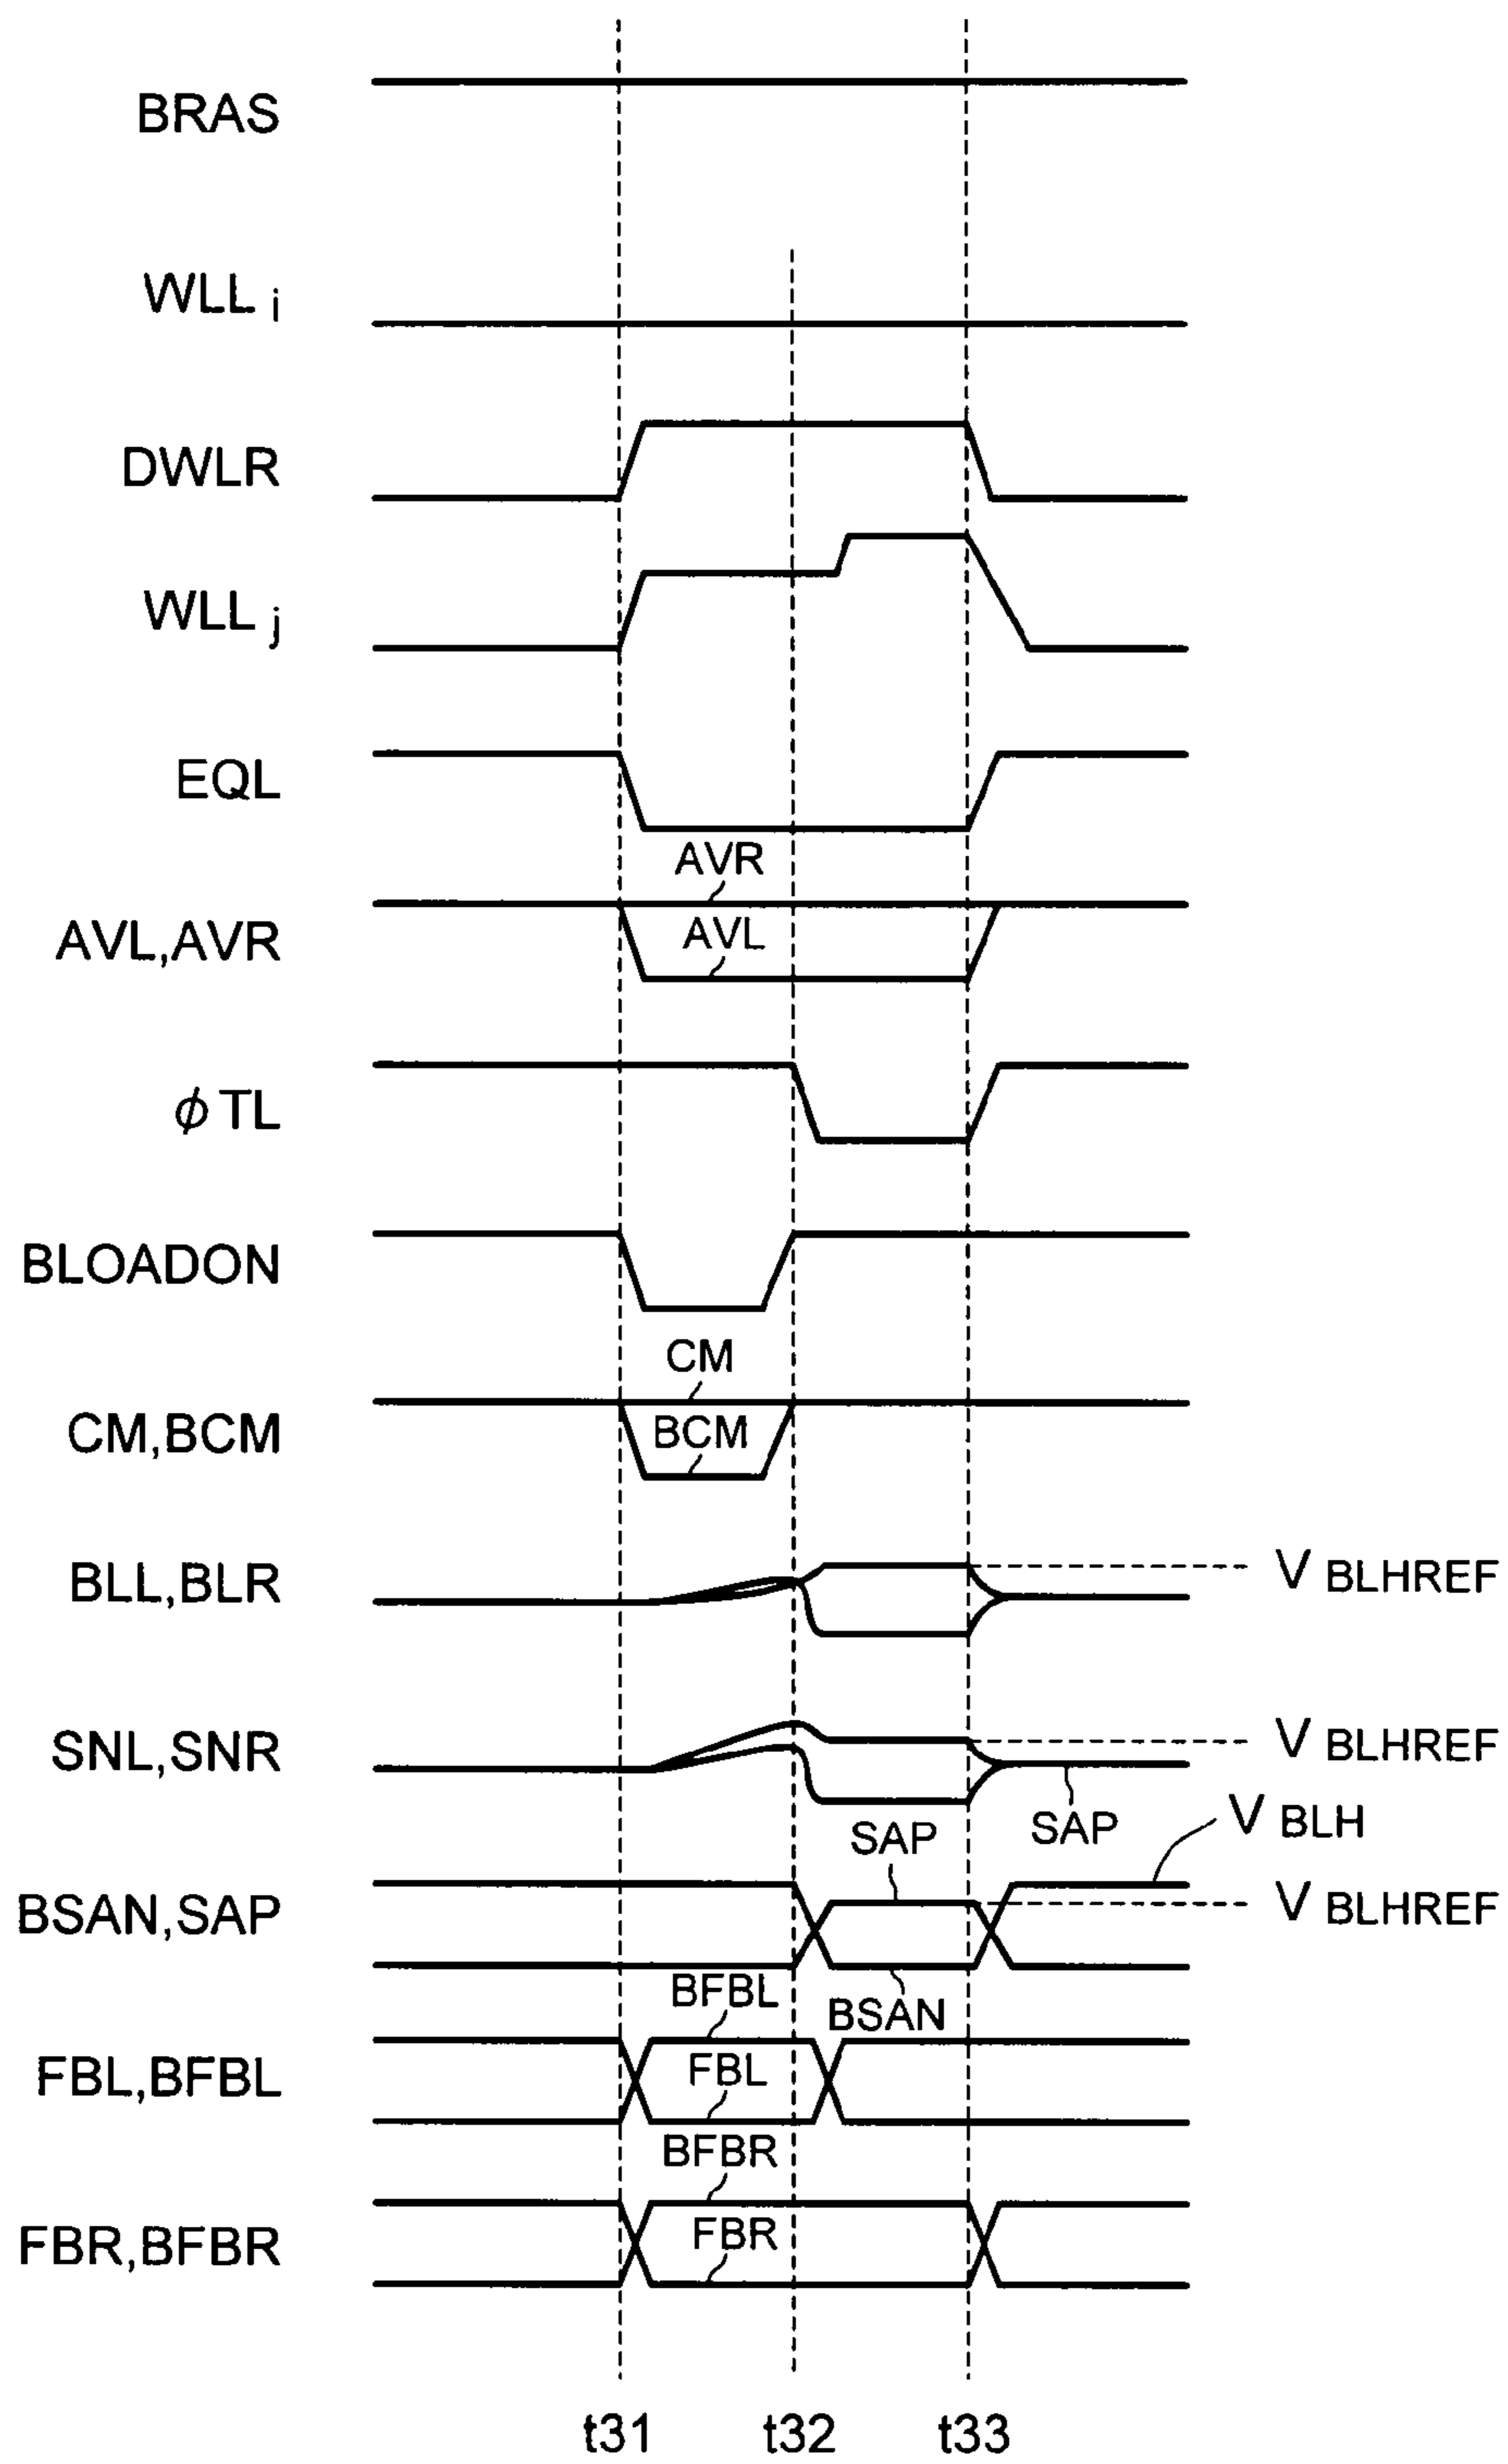 BRAS
WLL i
DWLR
WLL j
EQL
AVR
AVL,AVR
AVL
φTL
BLOADON
CM
CM,BCM
BCM
BLL,BLR
V BLHREF
SNL,SNR
V BLHREF
SAP
SAP
V BLH
BSAN,SAP
V BLHREF
BFBL
BSAN
FBL,BFBL
FBL
BFBR
FBR,BFBR
FBR
t31 t32 t33